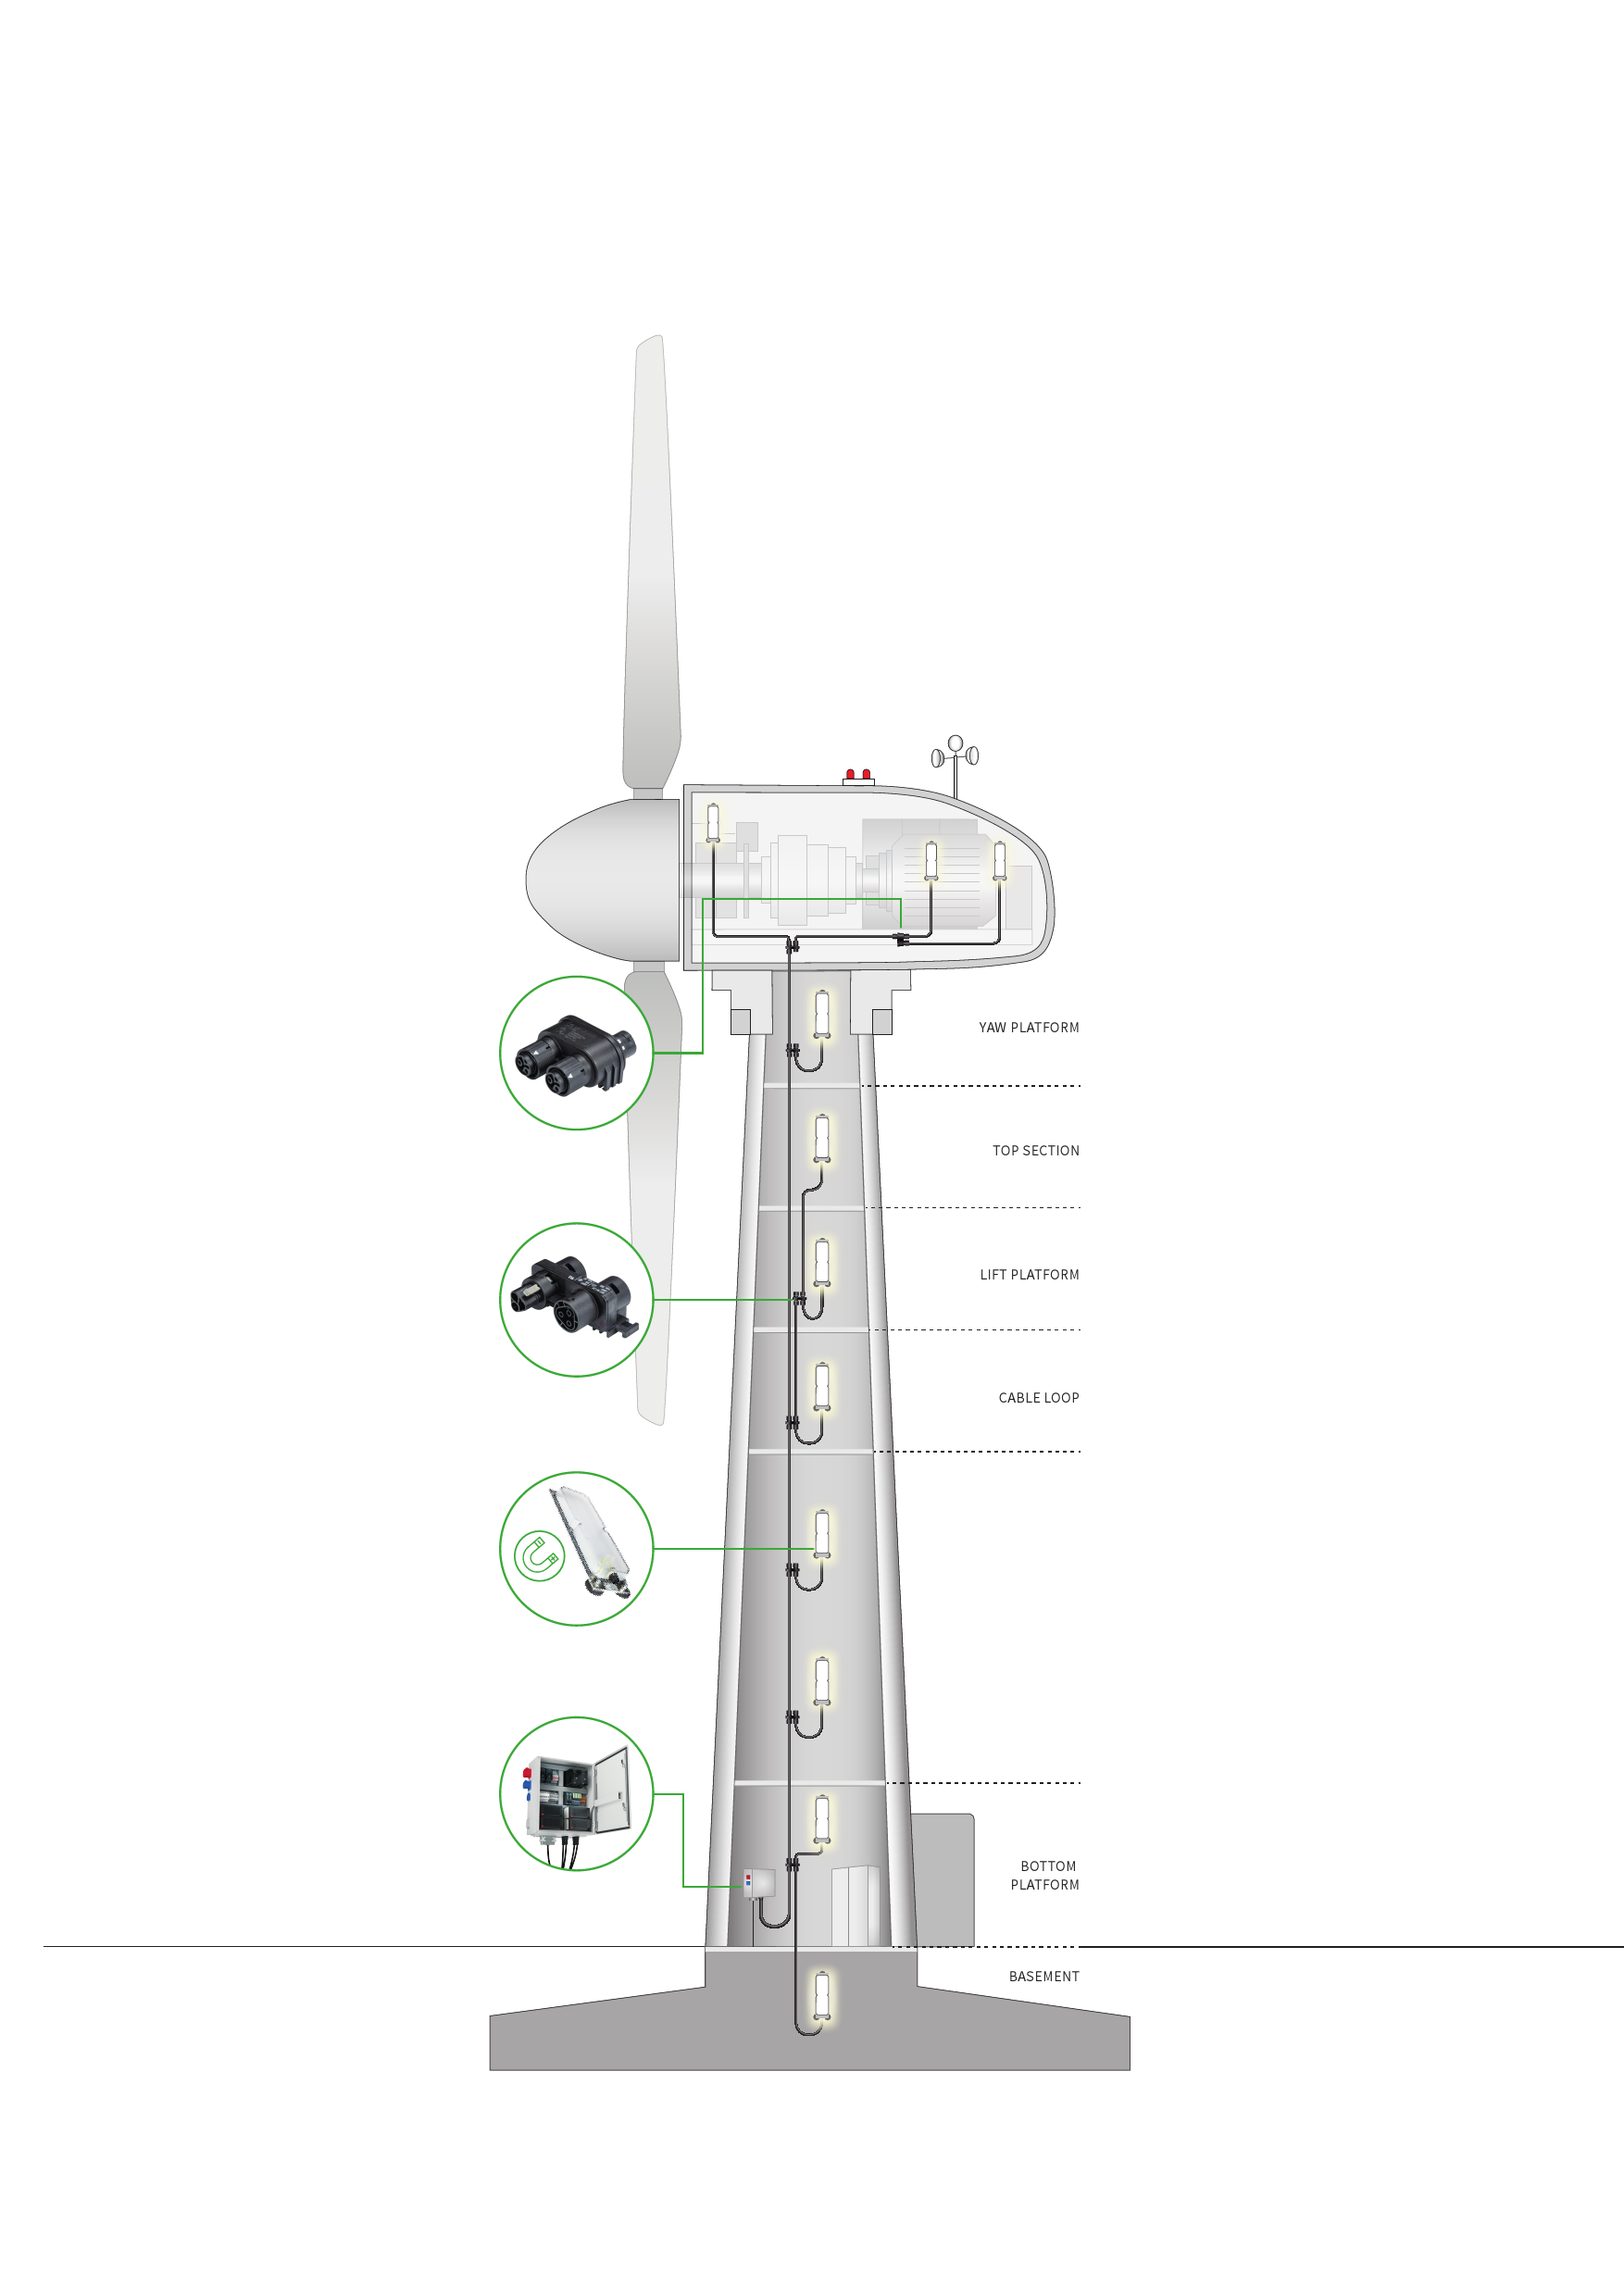 YAW PLATFORM
TOP SECTION
LIFT PLATFORM
CABLE LOOP
BOTTOM
PLATFORM
BASEMENT